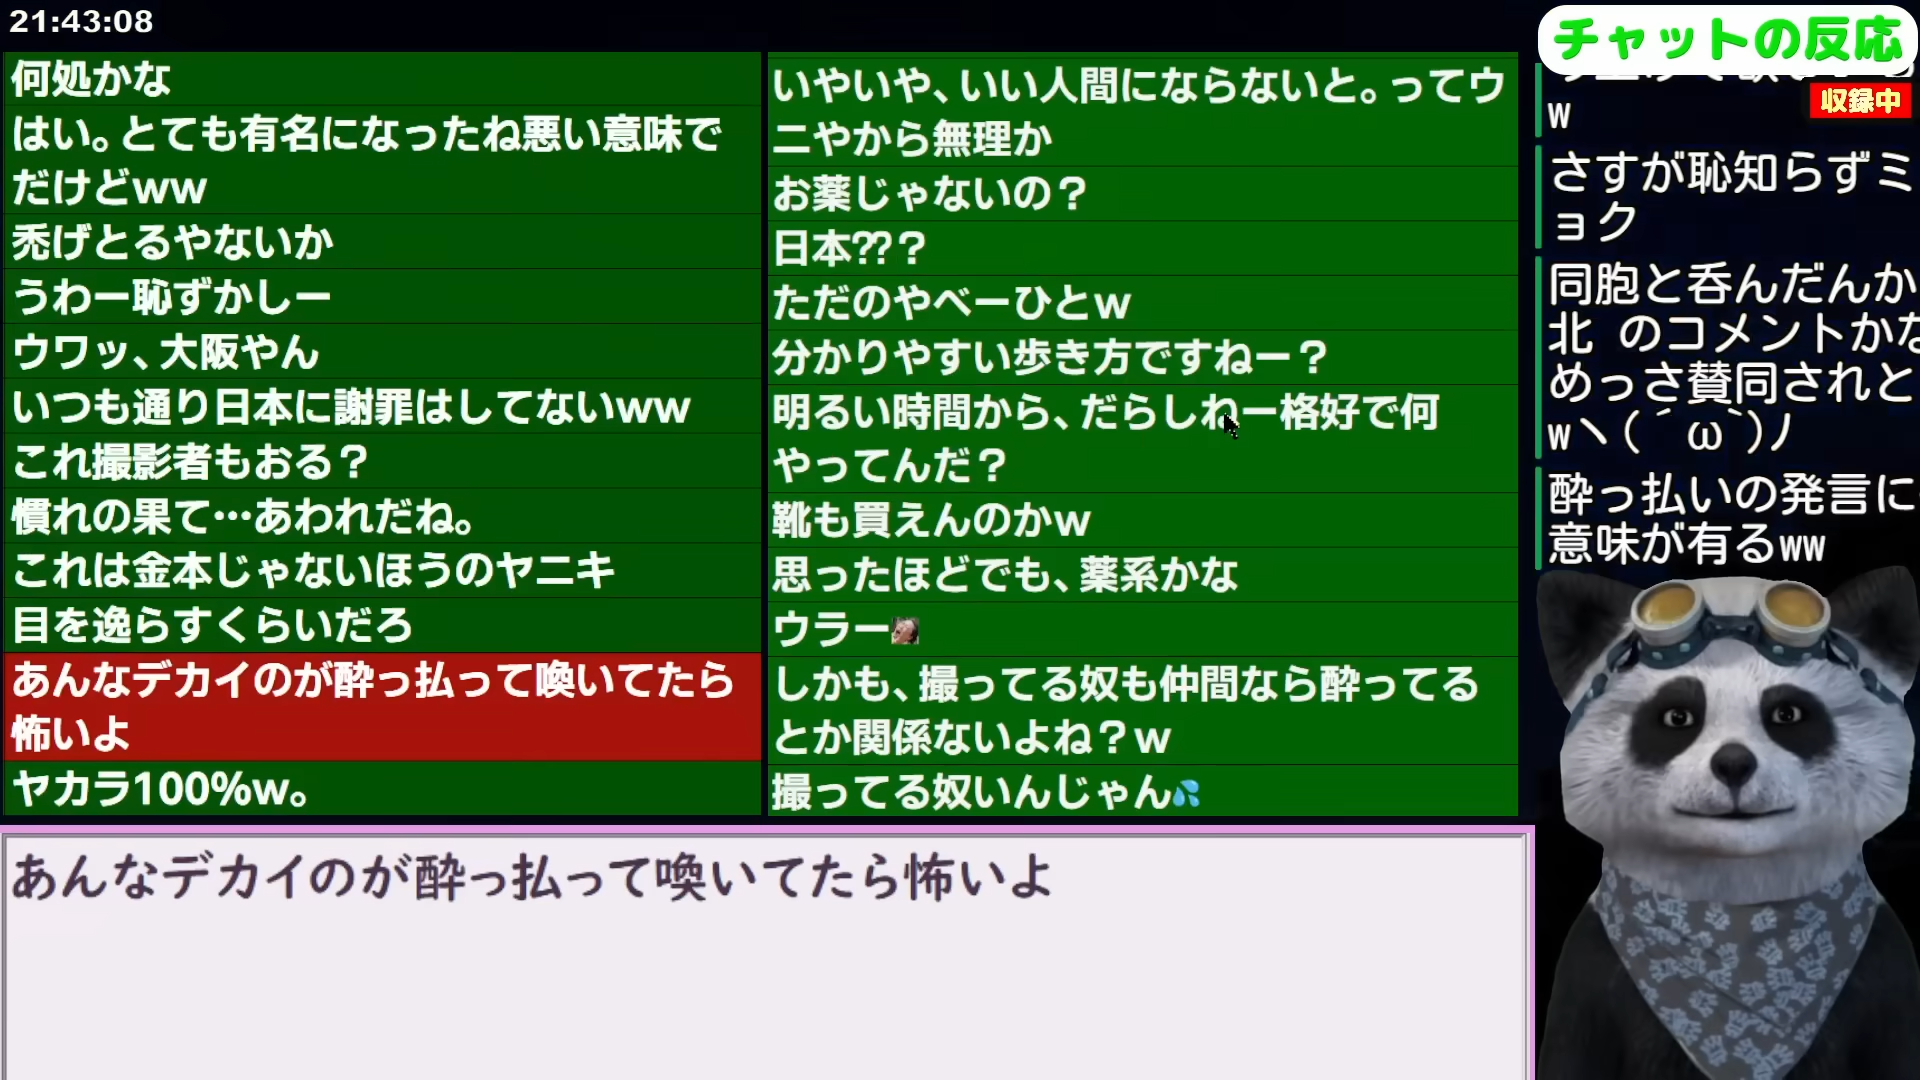 21:43:08
何処かな
はい。とても有名になったね悪い意味で
だけどww
禿げとるやないか
うわー恥ずかしー
ウワッ、大阪やん
いつも通り日本に謝罪はしてないww
これ撮影者もおる？
慣れの果て…あわれだね。
これは金本じゃないほうのヤニキ
目を逸らすくらいだろ
あんなデカイのが酔っ払って喚いてたら
怖いよ
ヤカラ100%w。
いやいや、いい人間にならないと。ってウ
ニやから無理か
お薬じゃないの？
日本??？
ただのやべーひとｗ
分かりやすい歩き方ですねー？
明るい時間から、だらしねー格好で何
やってんだ？
靴も買えんのかｗ
思ったほどでも、薬系かな
ウラー
しかも、撮ってる奴も仲間なら酔ってる
とか関係ないよね？ｗ
撮ってる奴いんじゃん💦
チャットの反応
収録中
w
さすが恥知らずミ
ョク
同胞と呑んだんか
北 のコメントかな
めっさ賛同されと
wヽ(´ω`)ﾉ
酔っ払いの発言に
意味が有るww
あんなデカイのが酔っ払って喚いてたら怖いよ